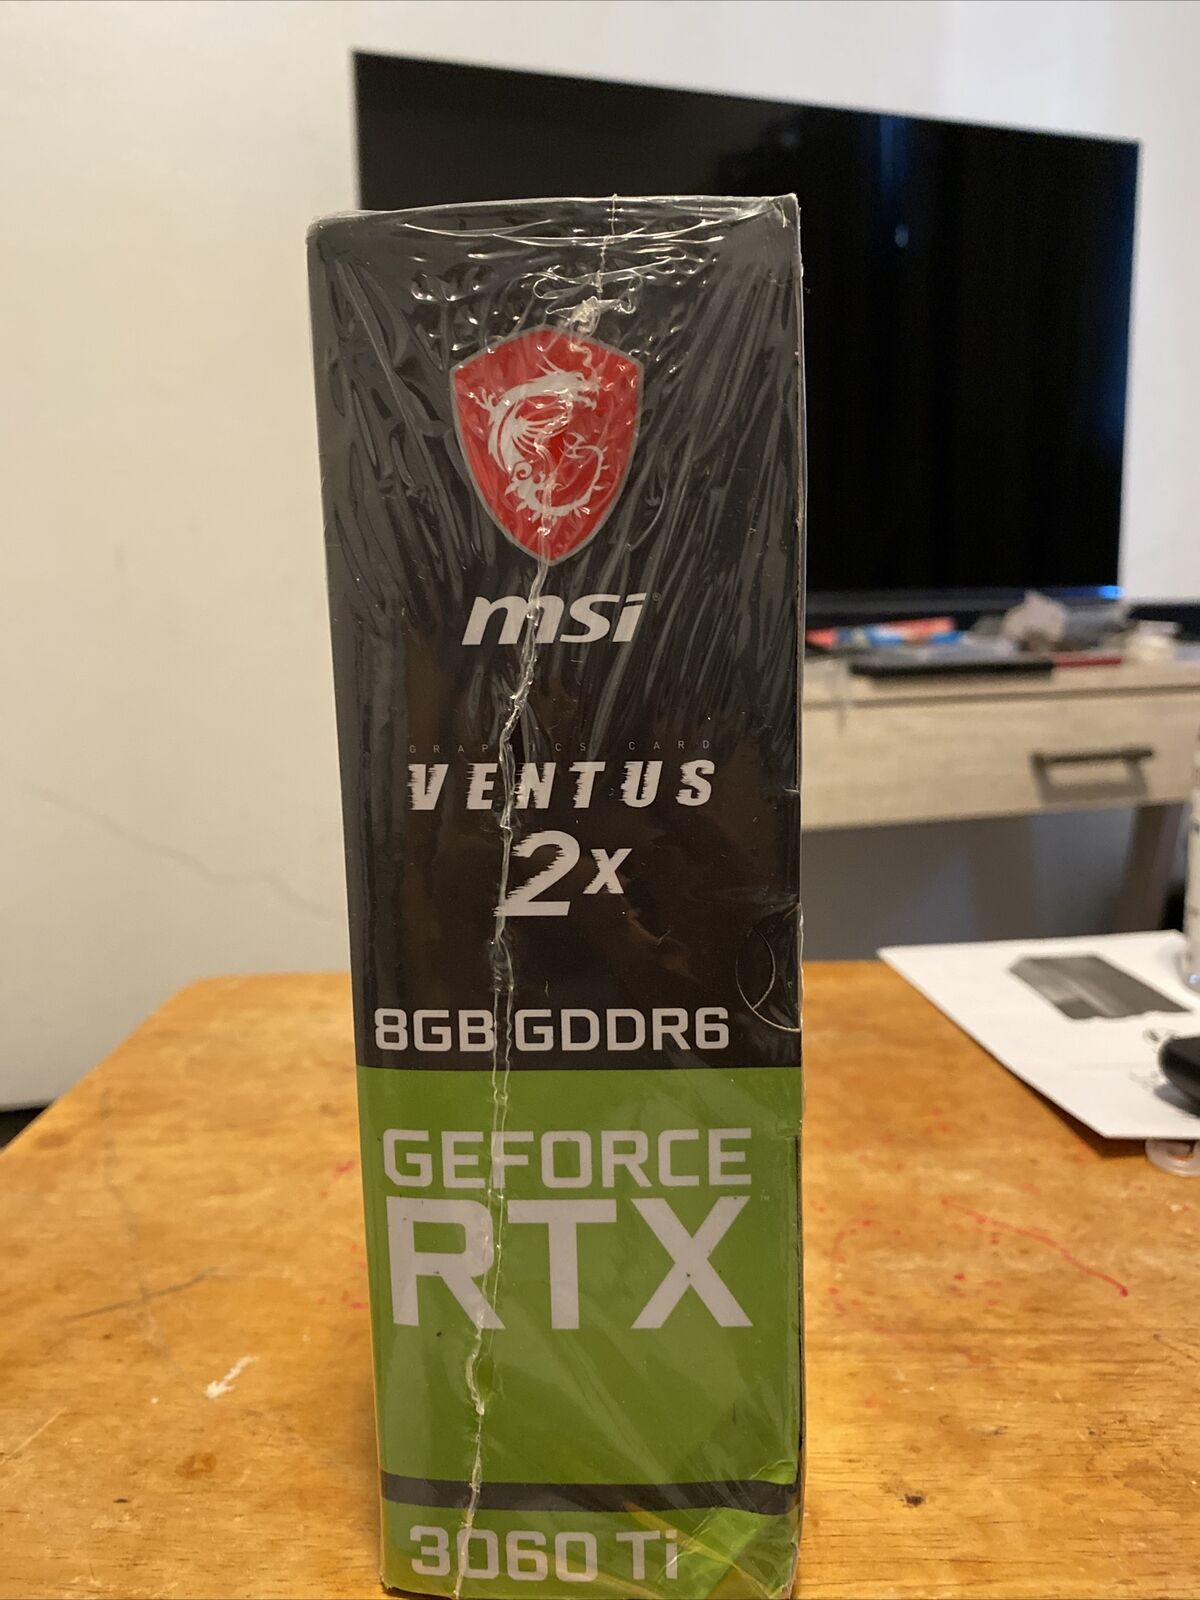 msi
GRAPHICS CARD
VENTUS
2X
8GB GDDR6
GEFORCE
RTX
3060 Ti